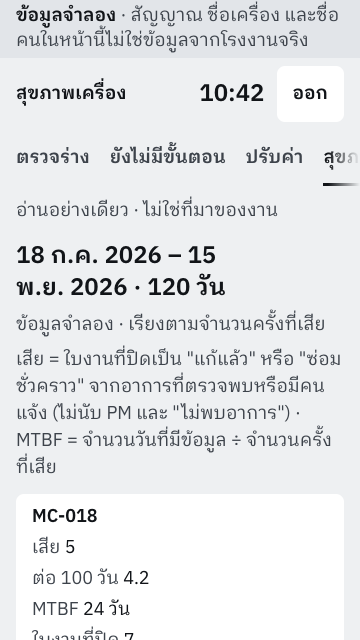 ข้อมูลจำลอง · สัญญาณ ชื่อเครื่อง และชื่อ
คนในหน้านี้ไม่ใช่ข้อมูลจากโรงงานจริง
สุขภาพเครื่อง 10:42 ออก
ตรวจร่าง ยังไม่มีขั้นตอน ปรับค่า
อ่านอย่างเดียว · ไม่ใช่ที่มาของงาน
18 ก.ค. 2026 – 15
พ.ย. 2026 · 120 วัน
ข้อมูลจำลอง · เรียงตามจำนวนครั้งที่เสีย
เสีย = ใบงานที่ปิดเป็น "แก้แล้ว" หรือ "ซ่อม
ชั่วคราว" จากอาการที่ตรวจพบหรือมีคน
แจ้ง (ไม่นับ PM และ "ไม่พบอาการ") ·
MTBF = จำนวนวันที่มีข้อมูล ÷ จำนวนครั้ง
ที่เสีย
MC-018
เสีย 5
ต่อ 100 วัน 4.2
MTBF 24 วัน
ใบงานที่ปิด 7